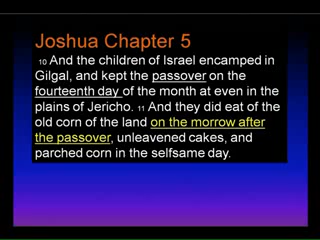 Joshua Chapter 5
10 And the children of Israel encamped in
Gilgal, and kept the passover on the
fourteenth day of the month at even in the
plains of Jericho. 11 And they did eat of the
old corn of the land on the morrow after
the passover, unleavened cakes, and
parched corn in the selfsame day.